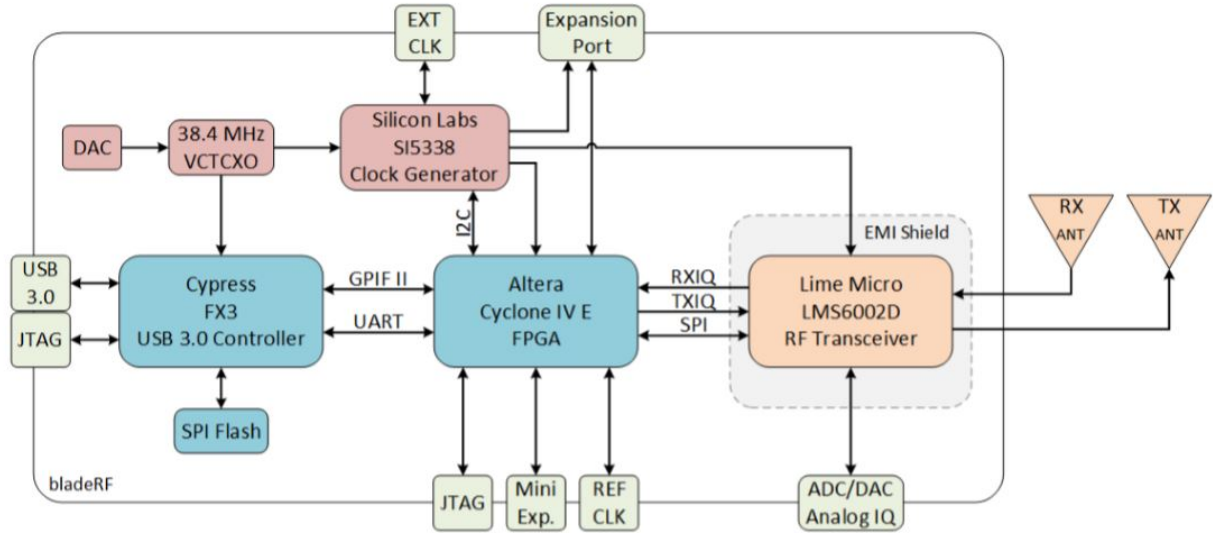 EXT
CLK
Expansion
Port
DAC
38.4 MHz
VCTCXO
Silicon Labs
SI5338
Clock Generator
I2C
RX
ANT
TX
ANT
EMI Shield
USB
3.0
JTAG
Cypress
FX3
USB 3.0 Controller
GPIF II
UART
Altera
Cyclone IV E
FPGA
RXIQ
TXIQ
SPI
Lime Micro
LMS6002D
RF Transceiver
SPI Flash
bladeRF
JTAG
Mini
Exp.
REF
CLK
ADC/DAC
Analog IQ